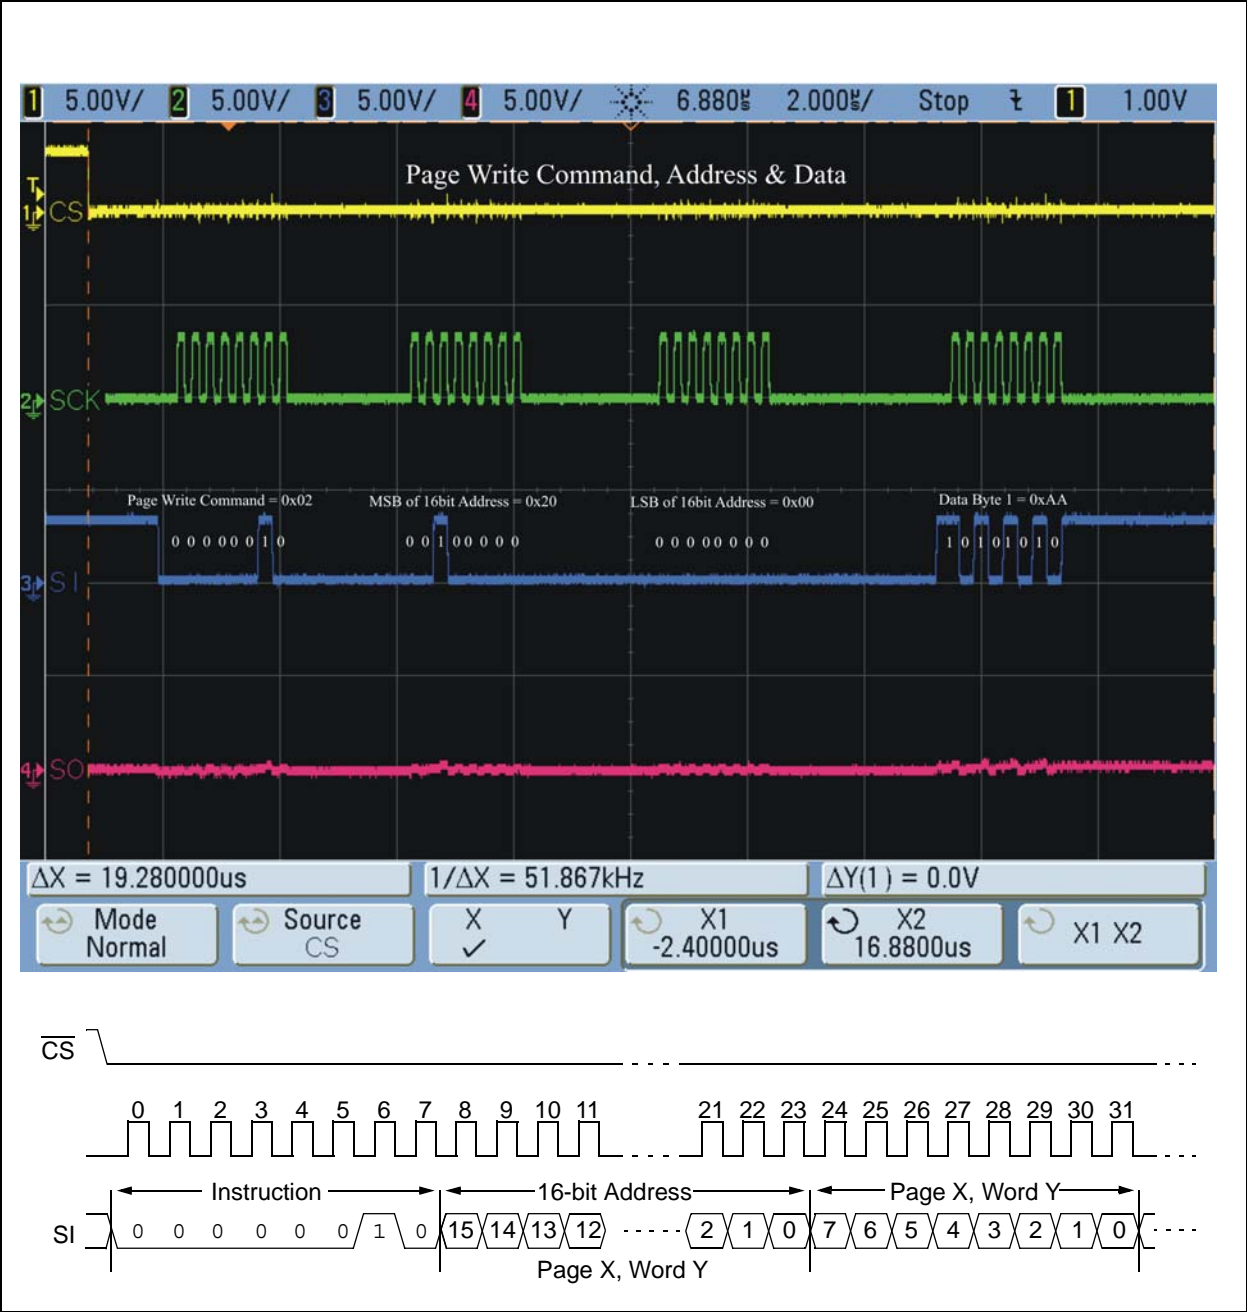 1 5.00V/ 2 5.00V/ 3 5.00V/ 4 5.00V/ 6.880µs 2.000µs/ Stop 1 1.00V
Page Write Command, Address & Data
T
1 CS
2 SCK
Page Write Command = 0x02 MSB of 16bit Address = 0x20 LSB of 16bit Address = 0x00 Data Byte 1 = 0xAA
0 0 0 0 0 0 1 0 0 0 1 0 0 0 0 0 0 0 0 0 0 0 0 0 1 0 1 0 1 0 1 0
3 SI
4 SO
ΔX = 19.280000us 1/ΔX = 51.867kHz ΔY(1) = 0.0V
Mode Source X Y X1 X2 X1 X2
Normal CS -2.40000us 16.8800us
CS
0 1 2 3 4 5 6 7 8 9 10 11 21 22 23 24 25 26 27 28 29 30 31
Instruction 16-bit Address Page X, Word Y
SI 0 0 0 0 0 0 1 0 15 14 13 12 2 1 0 7 6 5 4 3 2 1 0
Page X, Word Y